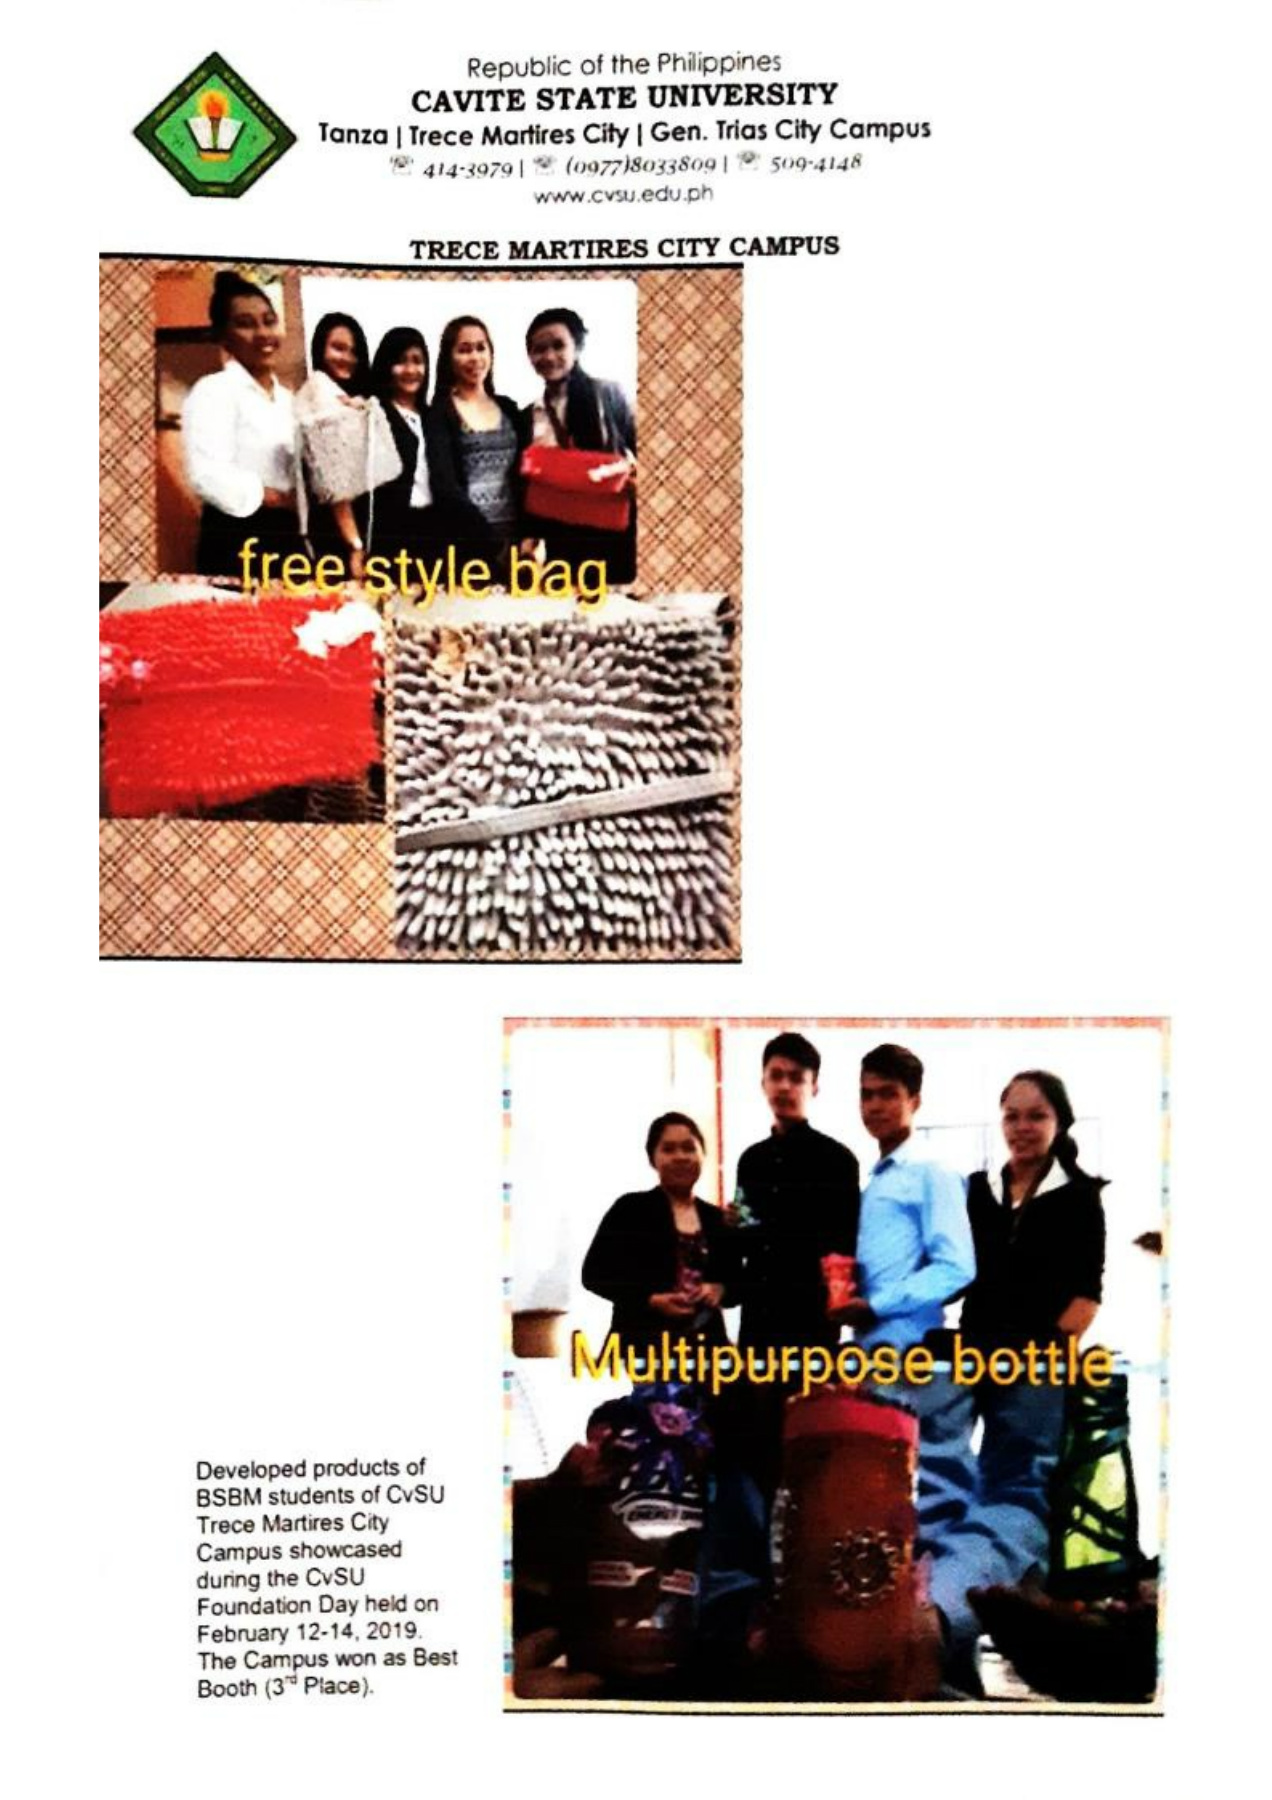 Republic of the Philippines
CAVITE STATE UNIVERSITY
Tanza | Trece Martires City | Gen. Trias City Campus
☏ 414-3979 | ☏ (0977)8033809 | ☏ 509-4148
www.cvsu.edu.ph
TRECE MARTIRES CITY CAMPUS
free style bag
Multipurpose bottle
ENERGY
Developed products of
BSBM students of CvSU
Trece Martires City
Campus showcased
during the CvSU
Foundation Day held on
February 12-14, 2019.
The Campus won as Best
Booth (3rd Place).